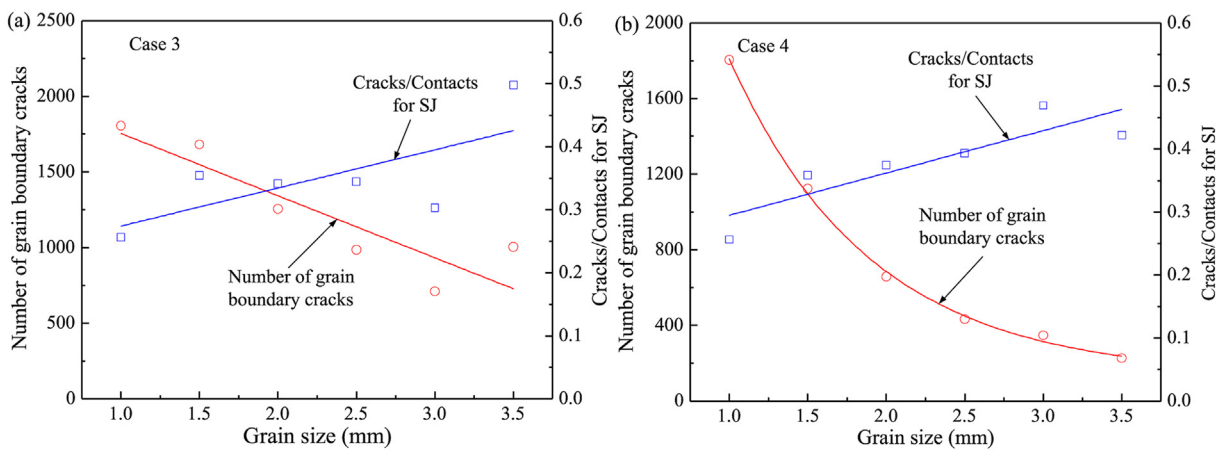 (a)
Case 3
Cracks/Contacts
for SJ
Number of grain
boundary cracks
Number of grain boundary cracks
2500
2000
1500
1000
500
0
0.6
0.5
0.4
0.3
0.2
0.1
0.0
Cracks/Contacts for SJ
1.0 1.5 2.0 2.5 3.0 3.5
Grain size (mm)
(b)
Case 4
Cracks/Contacts
for SJ
Number of grain
boundary cracks
Number of grain boundary cracks
2000
1600
1200
800
400
0
0.6
0.5
0.4
0.3
0.2
0.1
0.0
Cracks/Contacts for SJ
1.0 1.5 2.0 2.5 3.0 3.5
Grain size (mm)